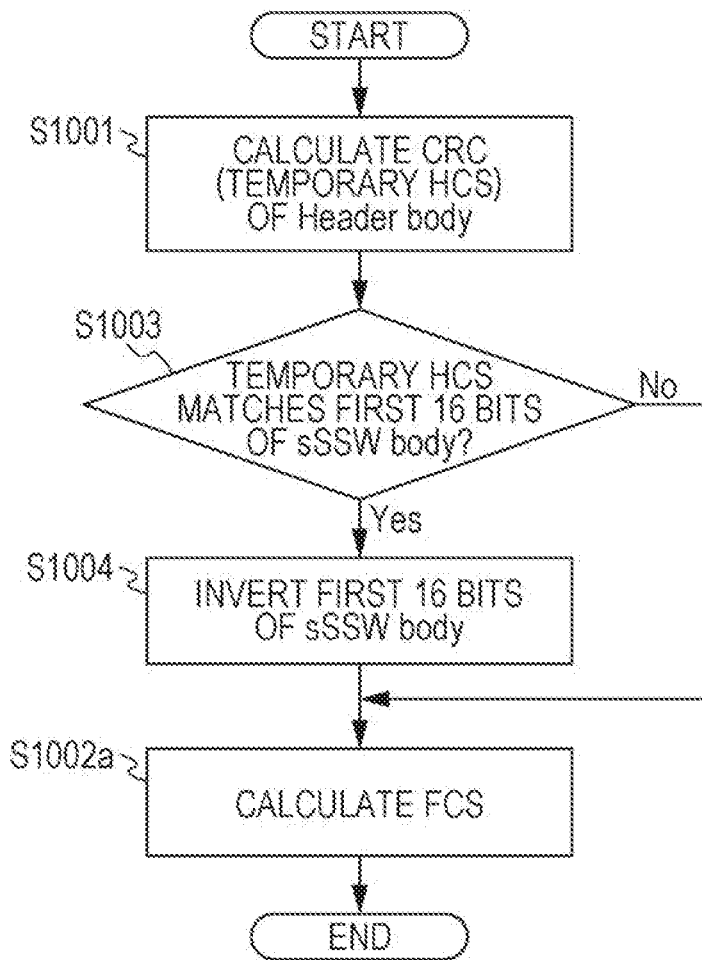 START
S1001
CALCULATE CRC
(TEMPORARY HCS)
OF Header body
S1003
TEMPORARY HCS
MATCHES FIRST 16 BITS
OF sSSW body?
No
Yes
S1004
INVERT FIRST 16 BITS
OF sSSW body
S1002a
CALCULATE FCS
END